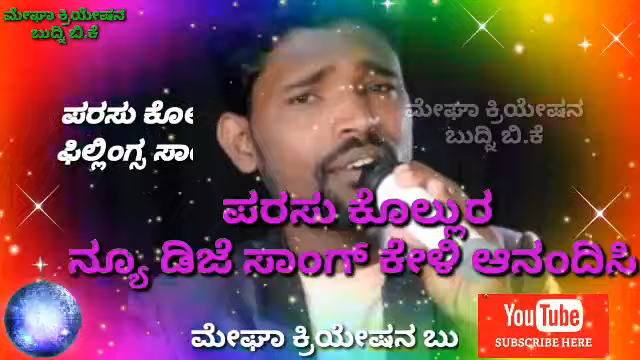 ಮೇಘಾ ಕ್ರಿಯೇಷನ
ಬುದ್ನಿ ಬಿ.ಕೆ
ಪರಸು
ಫಿಲ್ಲಿಂಗ್ಸ
ಮೇಘಾ ಕ್ರಿಯೇಷನ
ಬುದ್ನಿ ಬಿ.ಕೆ
ಪರಸು ಕೊಲ್ಲುರ
ನ್ಯೂ ಡಿಜೆ ಸಾಂಗ್ ಕೇಳಿ ಆನಂದಿಸಿ
ಮೇಘಾ ಕ್ರಿಯೇಷನ ಬು
YouTube
SUBSCRIBE HERE